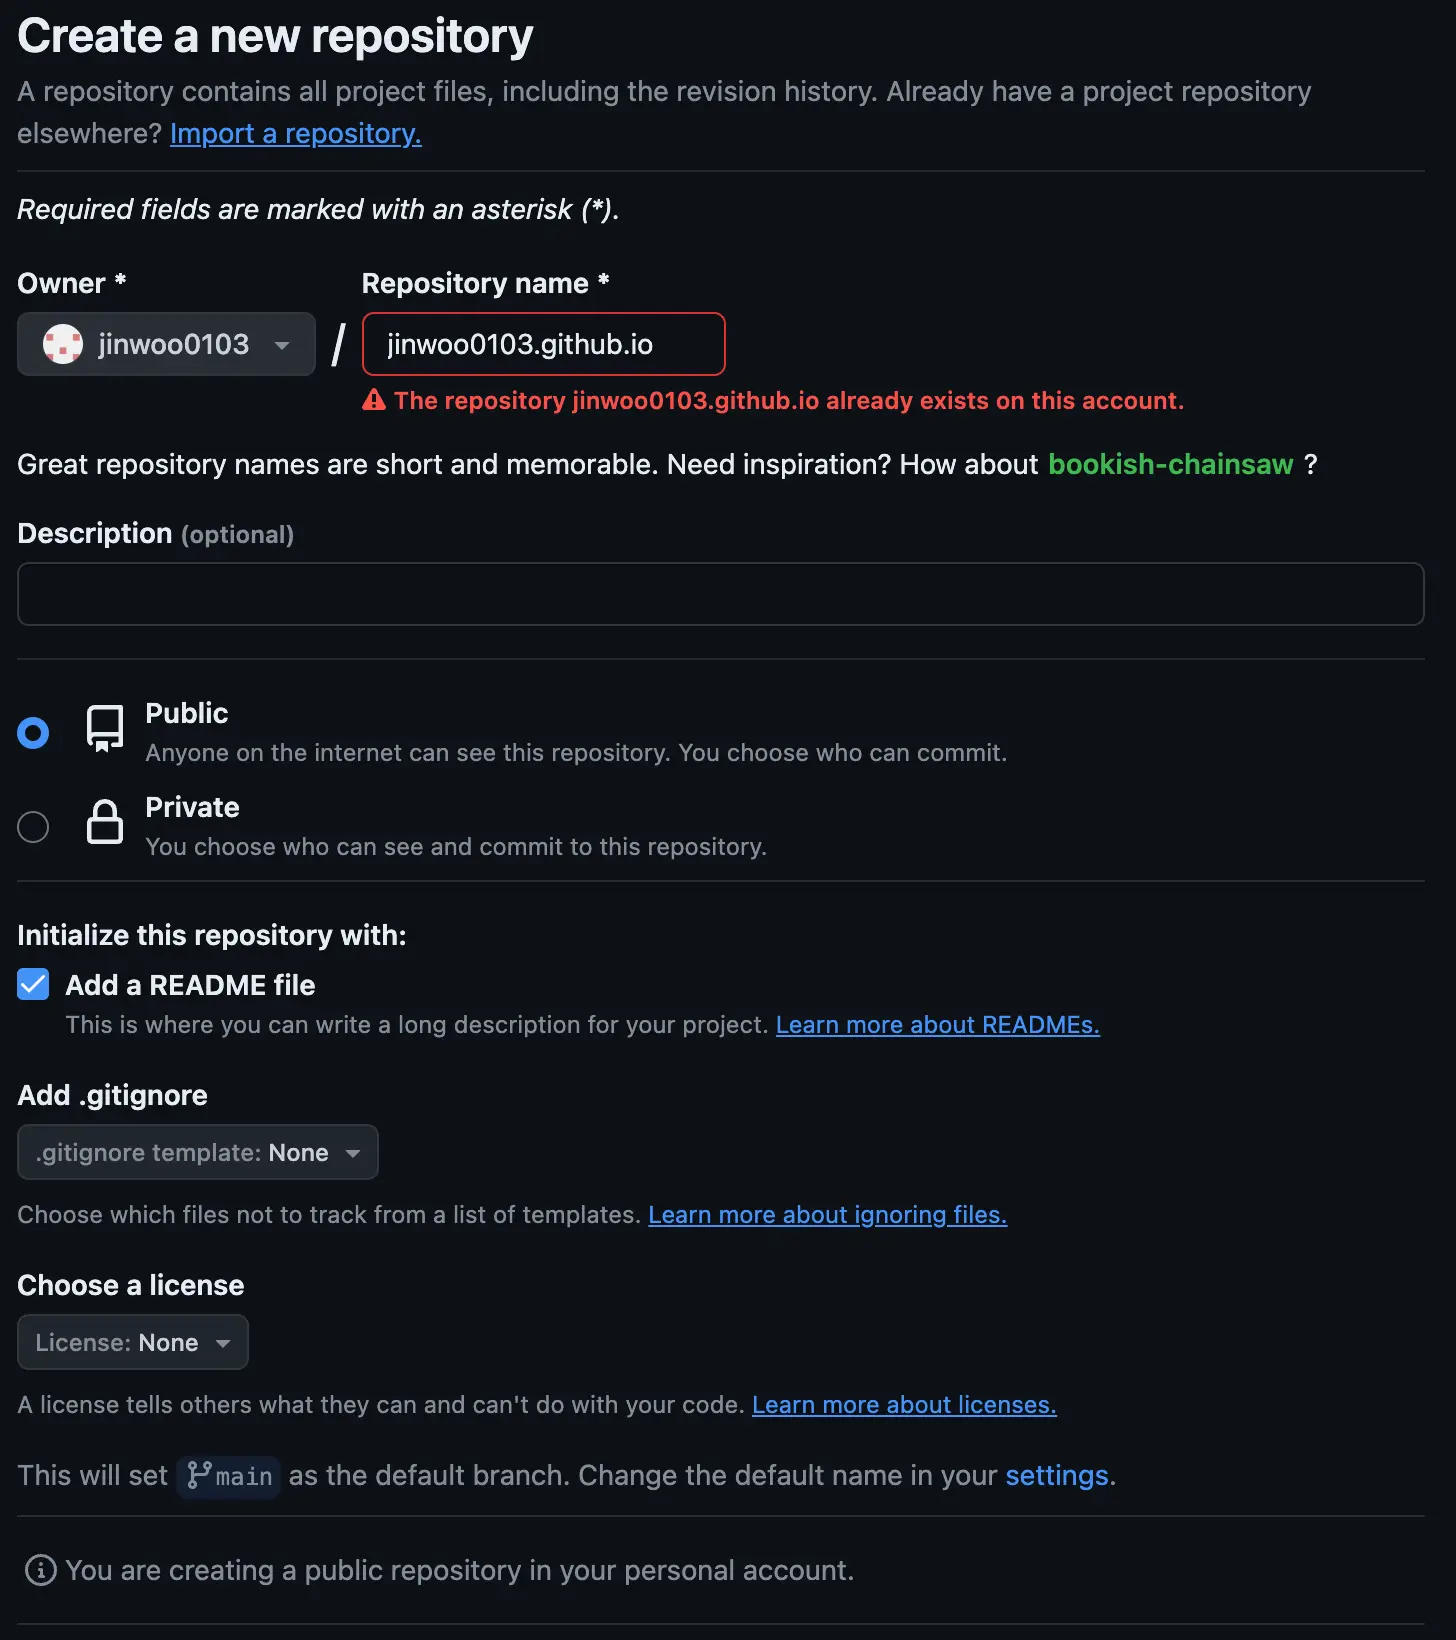 Create a new repository
A repository contains all project files, including the revision history. Already have a project repository
elsewhere? Import a repository.
Required fields are marked with an asterisk (*).
Owner * Repository name *
jinwoo0103 / jinwoo0103.github.io
The repository jinwoo0103.github.io already exists on this account.
Great repository names are short and memorable. Need inspiration? How about bookish-chainsaw ?
Description (optional)
Public
Anyone on the internet can see this repository. You choose who can commit.
Private
You choose who can see and commit to this repository.
Initialize this repository with:
Add a README file
This is where you can write a long description for your project. Learn more about READMEs.
Add .gitignore
.gitignore template: None
Choose which files not to track from a list of templates. Learn more about ignoring files.
Choose a license
License: None
A license tells others what they can and can't do with your code. Learn more about licenses.
This will set main as the default branch. Change the default name in your settings.
You are creating a public repository in your personal account.